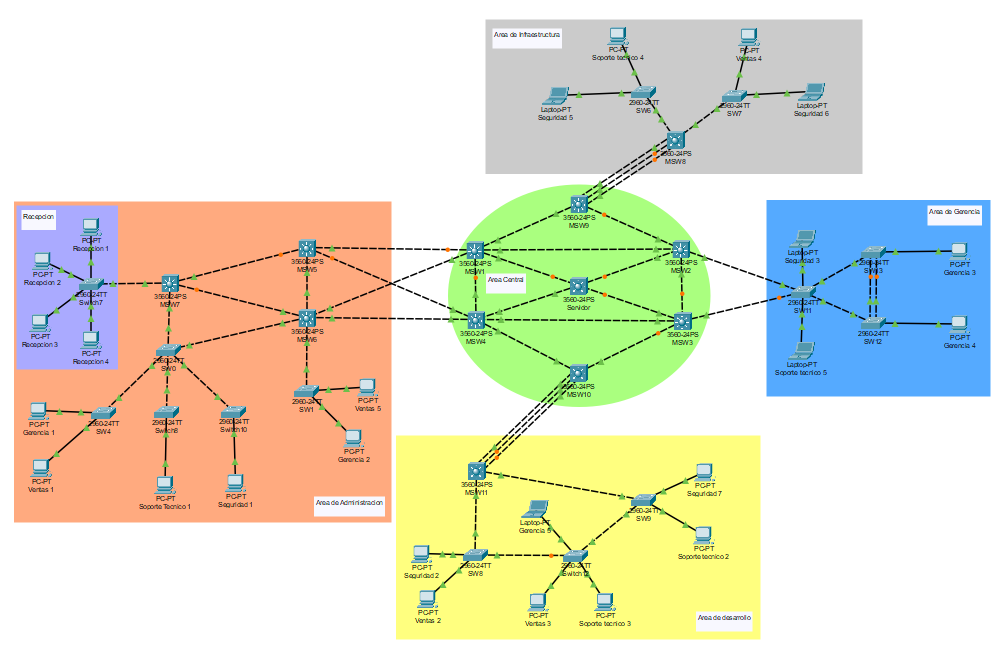 Area de Infraestructura
PC-PT
Soporte tecnico 4
PC-PT
Ventas 4
Laptop-PT
Seguridad 5
2960-24TT
SW6
2960-24TT
SW7
Laptop-PT
Seguridad 6
3560-24PS
MSW8
Recepcion
PC-PT
Recepcion 1
PC-PT
Recepcion 2
2960-24TT
Switch7
PC-PT
Recepcion 3
PC-PT
Recepcion 4
3560-24PS
MSW7
3560-24PS
MSW5
3560-24PS
MSW6
2960-24TT
SW0
2960-24TT
SW1
PC-PT
Ventas 5
PC-PT
Gerencia 2
PC-PT
Gerencia 1
2960-24TT
SW4
2960-24TT
2960-24TT
Switch10
PC-PT
Ventas 1
PC-PT
Soporte Tecnico 1
PC-PT
Seguridad 1
Area de Administracion
3560-24PS
MSW9
3560-24PS
MSW1
3560-24PS
MSW2
Area Central
3560-24PS
Servidor
3560-24PS
MSW4
3560-24PS
MSW3
3560-24PS
MSW10
Area de Gerencia
Laptop-PT
Seguridad 3
2960-24TT
PC-PT
Gerencia 3
2960-24TT
SW11
2960-24TT
SW12
PC-PT
Gerencia 4
Laptop-PT
Soporte tecnico 5
3560-24PS
MSW11
PC-PT
Seguridad 7
Laptop-PT
2960-24TT
SW9
PC-PT
Soporte tecnico 2
PC-PT
Seguridad 2
2960-24TT
SW8
2960-24TT
PC-PT
Ventas 2
PC-PT
Ventas 3
PC-PT
Soporte tecnico 3
Area de desarrollo